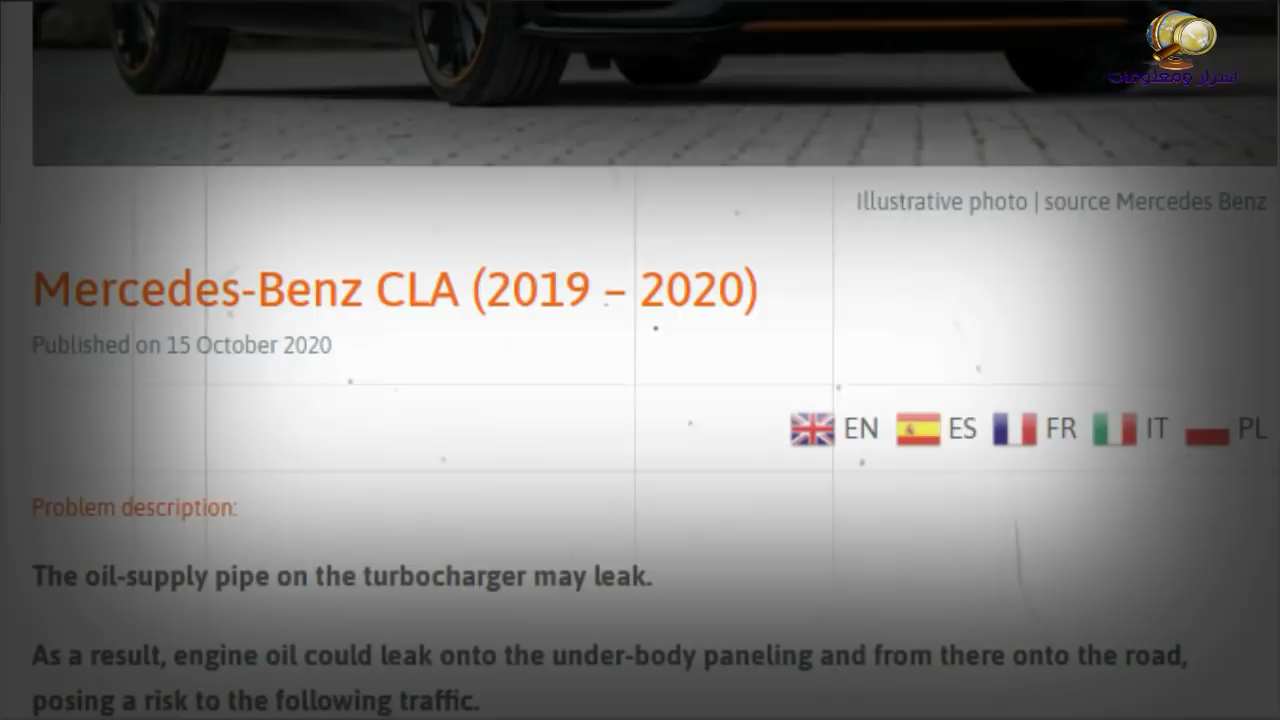 اسرار ومعلومات
Illustrative photo | source Mercedes Benz
Mercedes-Benz CLA (2019 – 2020)
Published on 15 October 2020
EN ES FR IT PL
Problem description:
The oil-supply pipe on the turbocharger may leak.
As a result, engine oil could leak onto the under-body paneling and from there onto the road,
posing a risk to the following traffic.